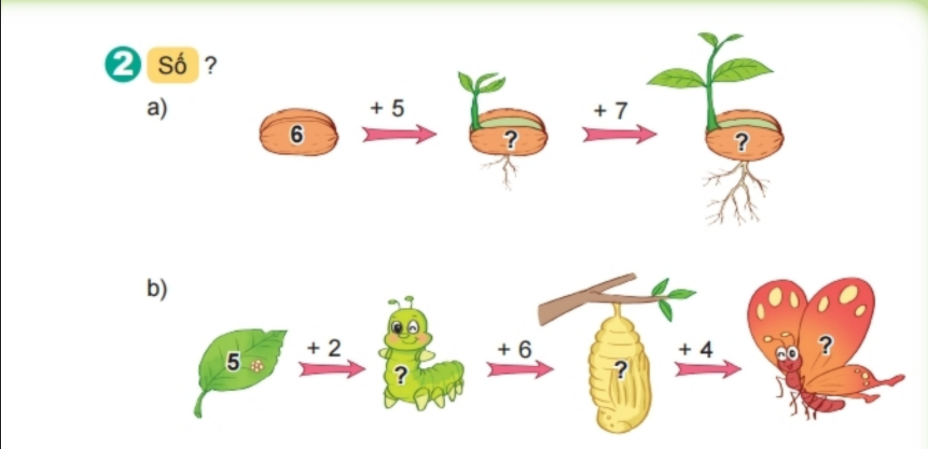 2 Số ?
a)
6 + 5 ? + 7 ?
b)
5 + 2 ? + 6 ? + 4 ?